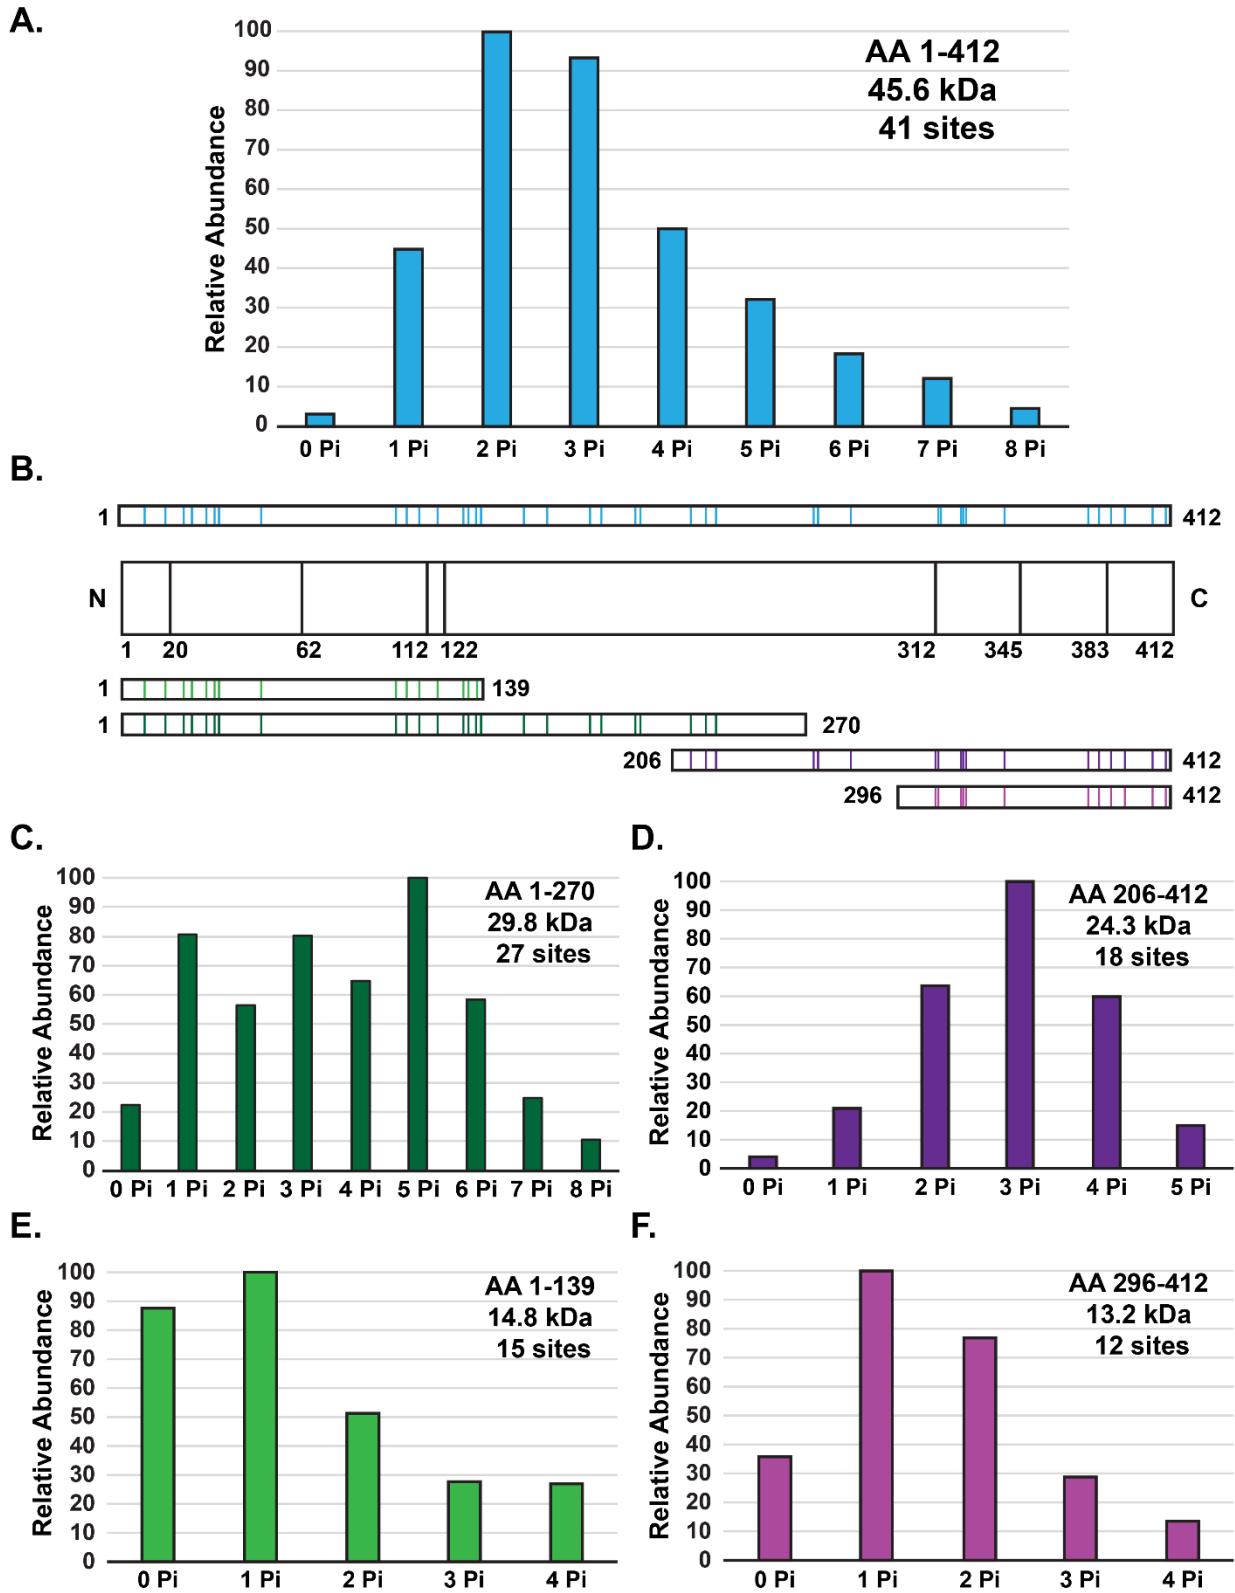 A.
100
90
80
70
60
50
40
30
20
10
0
Relative Abundance
AA 1-412
45.6 kDa
41 sites
0 Pi 1 Pi 2 Pi 3 Pi 4 Pi 5 Pi 6 Pi 7 Pi 8 Pi
B.
1 412
N C
1 20 62 112 122 312 345 383 412
1 139
1 270
206 412
296 412
C.
100
90
80
70
60
50
40
30
20
10
0
Relative Abundance
AA 1-270
29.8 kDa
27 sites
0 Pi 1 Pi 2 Pi 3 Pi 4 Pi 5 Pi 6 Pi 7 Pi 8 Pi
D.
100
90
80
70
60
50
40
30
20
10
0
Relative Abundance
AA 206-412
24.3 kDa
18 sites
0 Pi 1 Pi 2 Pi 3 Pi 4 Pi 5 Pi
E.
100
90
80
70
60
50
40
30
20
10
0
Relative Abundance
AA 1-139
14.8 kDa
15 sites
0 Pi 1 Pi 2 Pi 3 Pi 4 Pi
F.
100
90
80
70
60
50
40
30
20
10
0
Relative Abundance
AA 296-412
13.2 kDa
12 sites
0 Pi 1 Pi 2 Pi 3 Pi 4 Pi